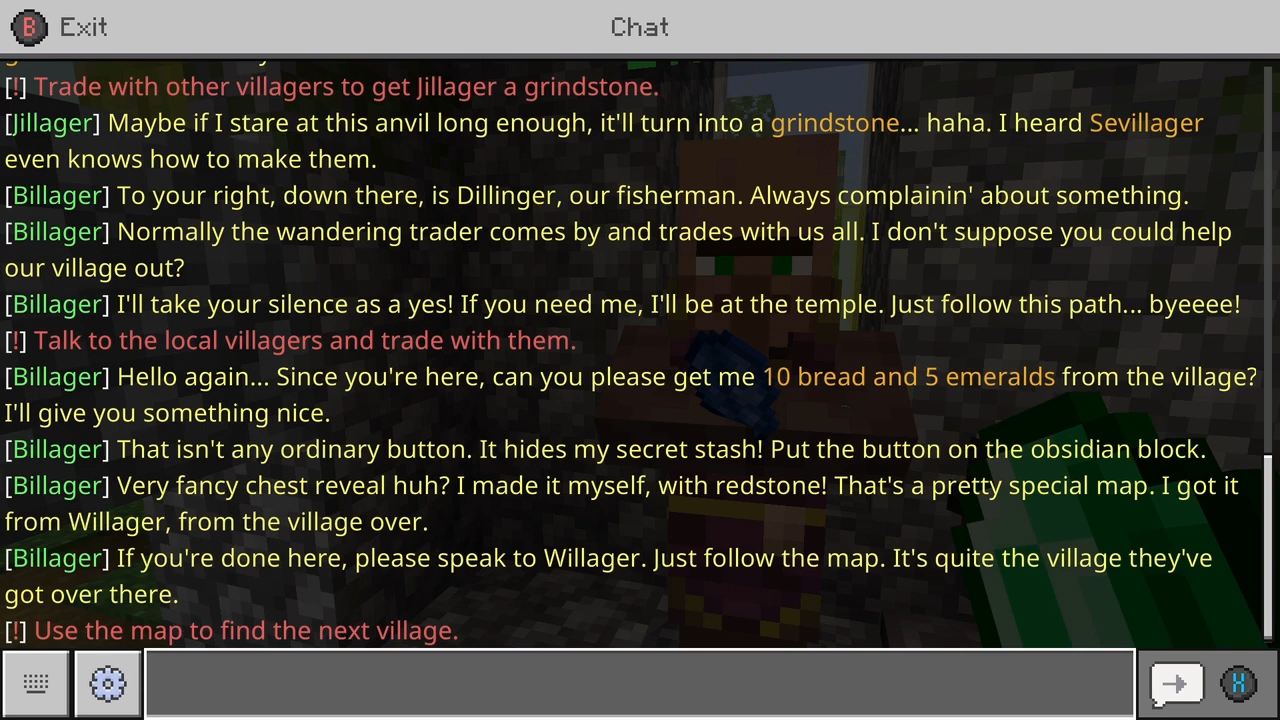 B Exit
Chat
[!] Trade with other villagers to get Jillager a grindstone.
[Jillager] Maybe if I stare at this anvil long enough, it'll turn into a grindstone... haha. I heard Sevillager
even knows how to make them.
[Billager] To your right, down there, is Dillinger, our fisherman. Always complainin' about something.
[Billager] Normally the wandering trader comes by and trades with us all. I don't suppose you could help
our village out?
[Billager] I'll take your silence as a yes! If you need me, I'll be at the temple. Just follow this path... byeeee!
[!] Talk to the local villagers and trade with them.
[Billager] Hello again... Since you're here, can you please get me 10 bread and 5 emeralds from the village?
I'll give you something nice.
[Billager] That isn't any ordinary button. It hides my secret stash! Put the button on the obsidian block.
[Billager] Very fancy chest reveal huh? I made it myself, with redstone! That's a pretty special map. I got it
from Willager, from the village over.
[Billager] If you're done here, please speak to Willager. Just follow the map. It's quite the village they've
got over there.
[!] Use the map to find the next village.
X